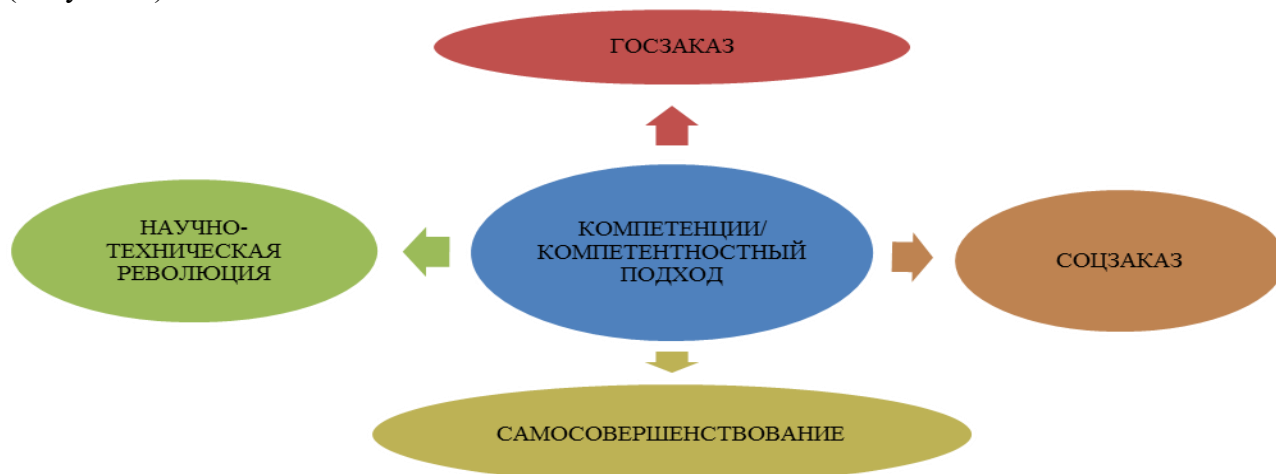 ГОСЗАКАЗ
НАУЧНО-
ТЕХНИЧЕСКАЯ
РЕВОЛЮЦИЯ
КОМПЕТЕНЦИИ/
КОМПЕТЕНТНОСТНЫЙ
ПОДХОД
СОЦЗАКАЗ
САМОСОВЕРШЕНСТВОВАНИЕ